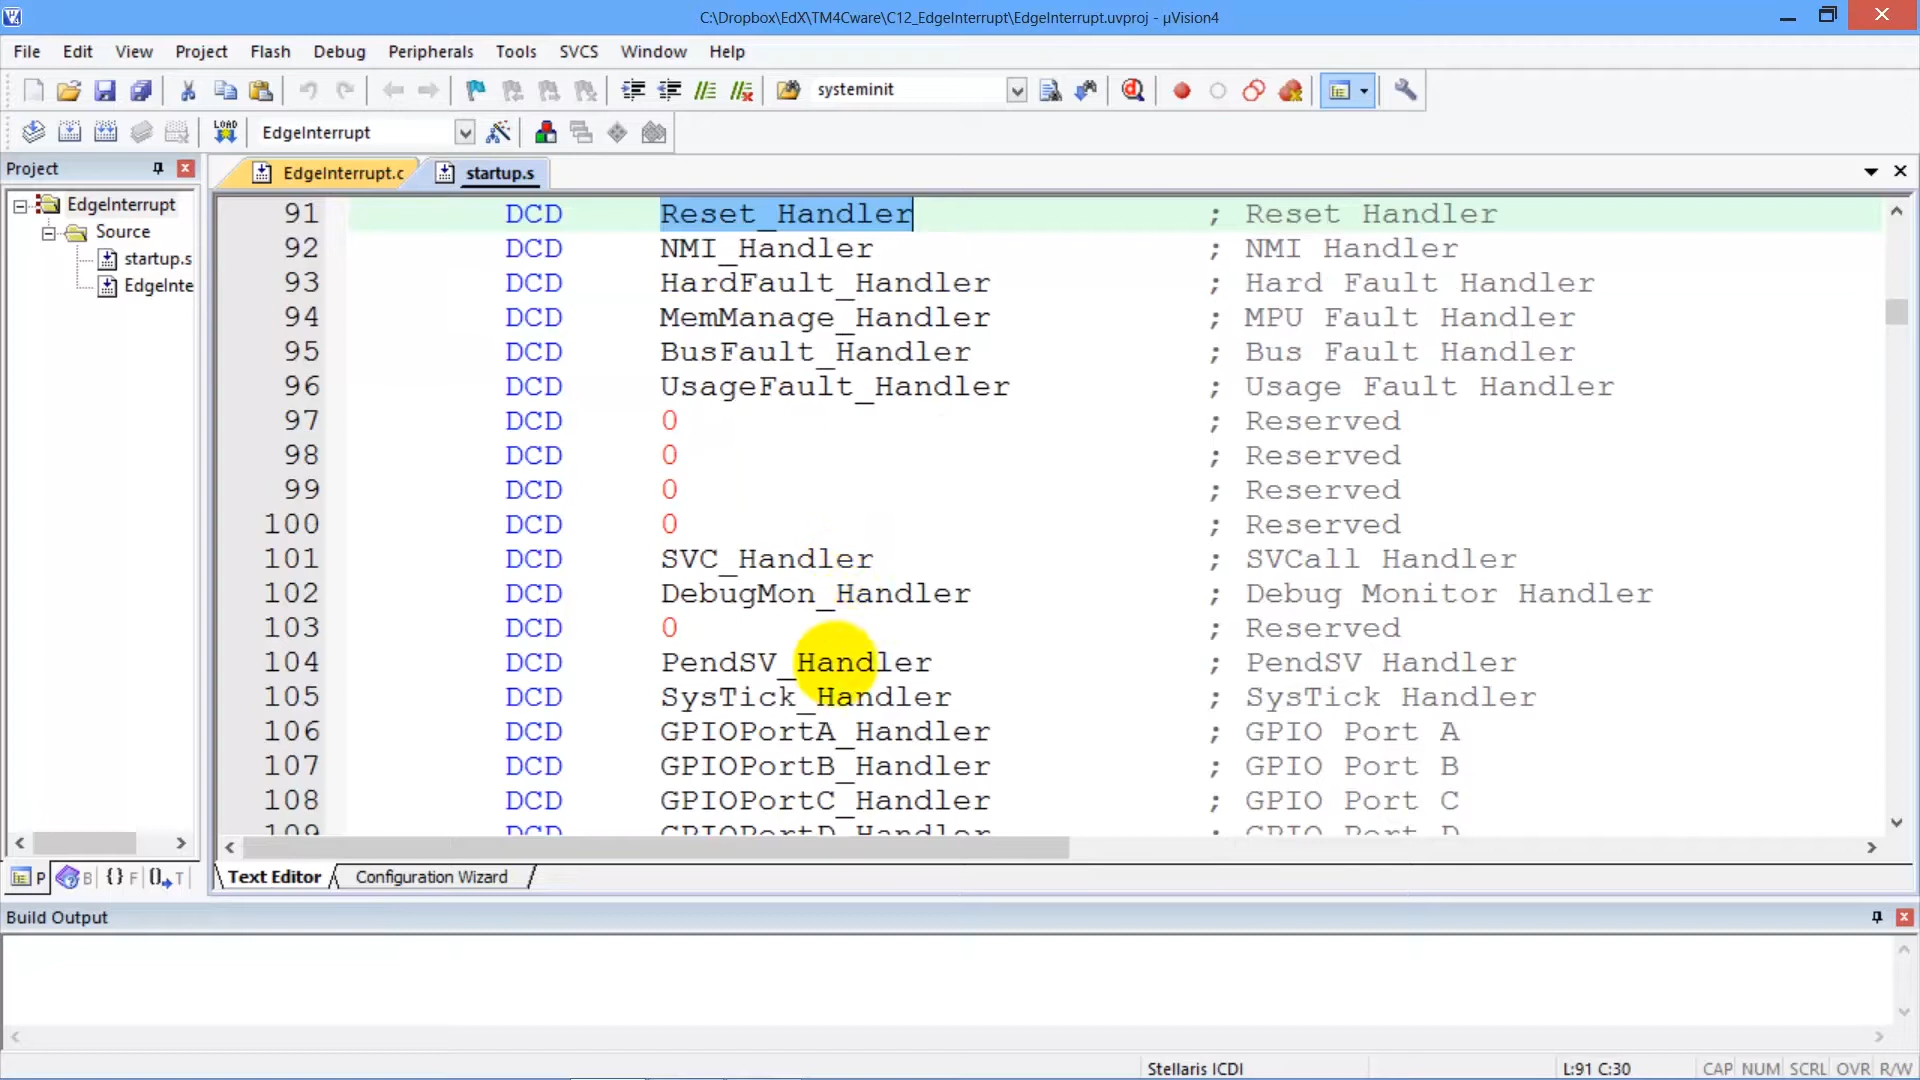 C:\Dropbox\EdX\TM4Cware\C12_EdgeInterrupt\EdgeInterrupt.uvproj - µVision4
File Edit View Project Flash Debug Peripherals Tools SVCS Window Help
systeminit
LOAD EdgeInterrupt
Project
EdgeInterrupt.c startup.s
EdgeInterrupt
Source
startup.s
EdgeInte
91 DCD Reset_Handler ; Reset Handler
92 DCD NMI_Handler ; NMI Handler
93 DCD HardFault_Handler ; Hard Fault Handler
94 DCD MemManage_Handler ; MPU Fault Handler
95 DCD BusFault_Handler ; Bus Fault Handler
96 DCD UsageFault_Handler ; Usage Fault Handler
97 DCD 0 ; Reserved
98 DCD 0 ; Reserved
99 DCD 0 ; Reserved
100 DCD 0 ; Reserved
101 DCD SVC_Handler ; SVCall Handler
102 DCD DebugMon_Handler ; Debug Monitor Handler
103 DCD 0 ; Reserved
104 DCD PendSV_Handler ; PendSV Handler
105 DCD SysTick_Handler ; SysTick Handler
106 DCD GPIOPortA_Handler ; GPIO Port A
107 DCD GPIOPortB_Handler ; GPIO Port B
108 DCD GPIOPortC_Handler ; GPIO Port C
109 DCD GPIOPortD_Handler ; GPIO Port D
P B {} F (), T
Text Editor Configuration Wizard
Build Output
Stellaris ICDI L:91 C:30 CAP NUM SCRL OVR R/W